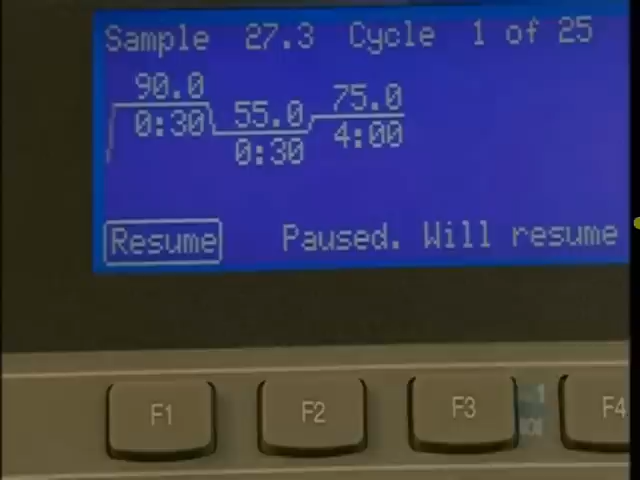 Sample 27.3 Cycle 1 of 25
90.0 55.0 75.0
0:30 0:30 4:00
Resume Paused. Will resume
F1 F2 F3 F4